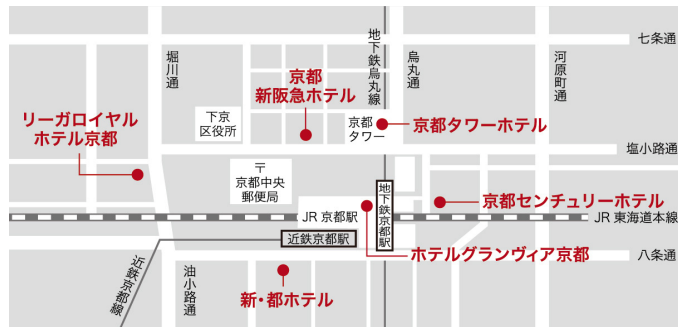 七条通
堀川通
地下鉄烏丸線
烏丸通
河原町通
京都
新阪急ホテル
下京
区役所
京都
タワー
京都タワーホテル
リーガロイヤル
ホテル京都
塩小路通
〒
京都中央
郵便局
地下鉄京都駅
京都センチュリーホテル
JR 京都駅
JR 東海道本線
近鉄京都駅
ホテルグランヴィア京都
八条通
近鉄京都線
油小路通
新・都ホテル